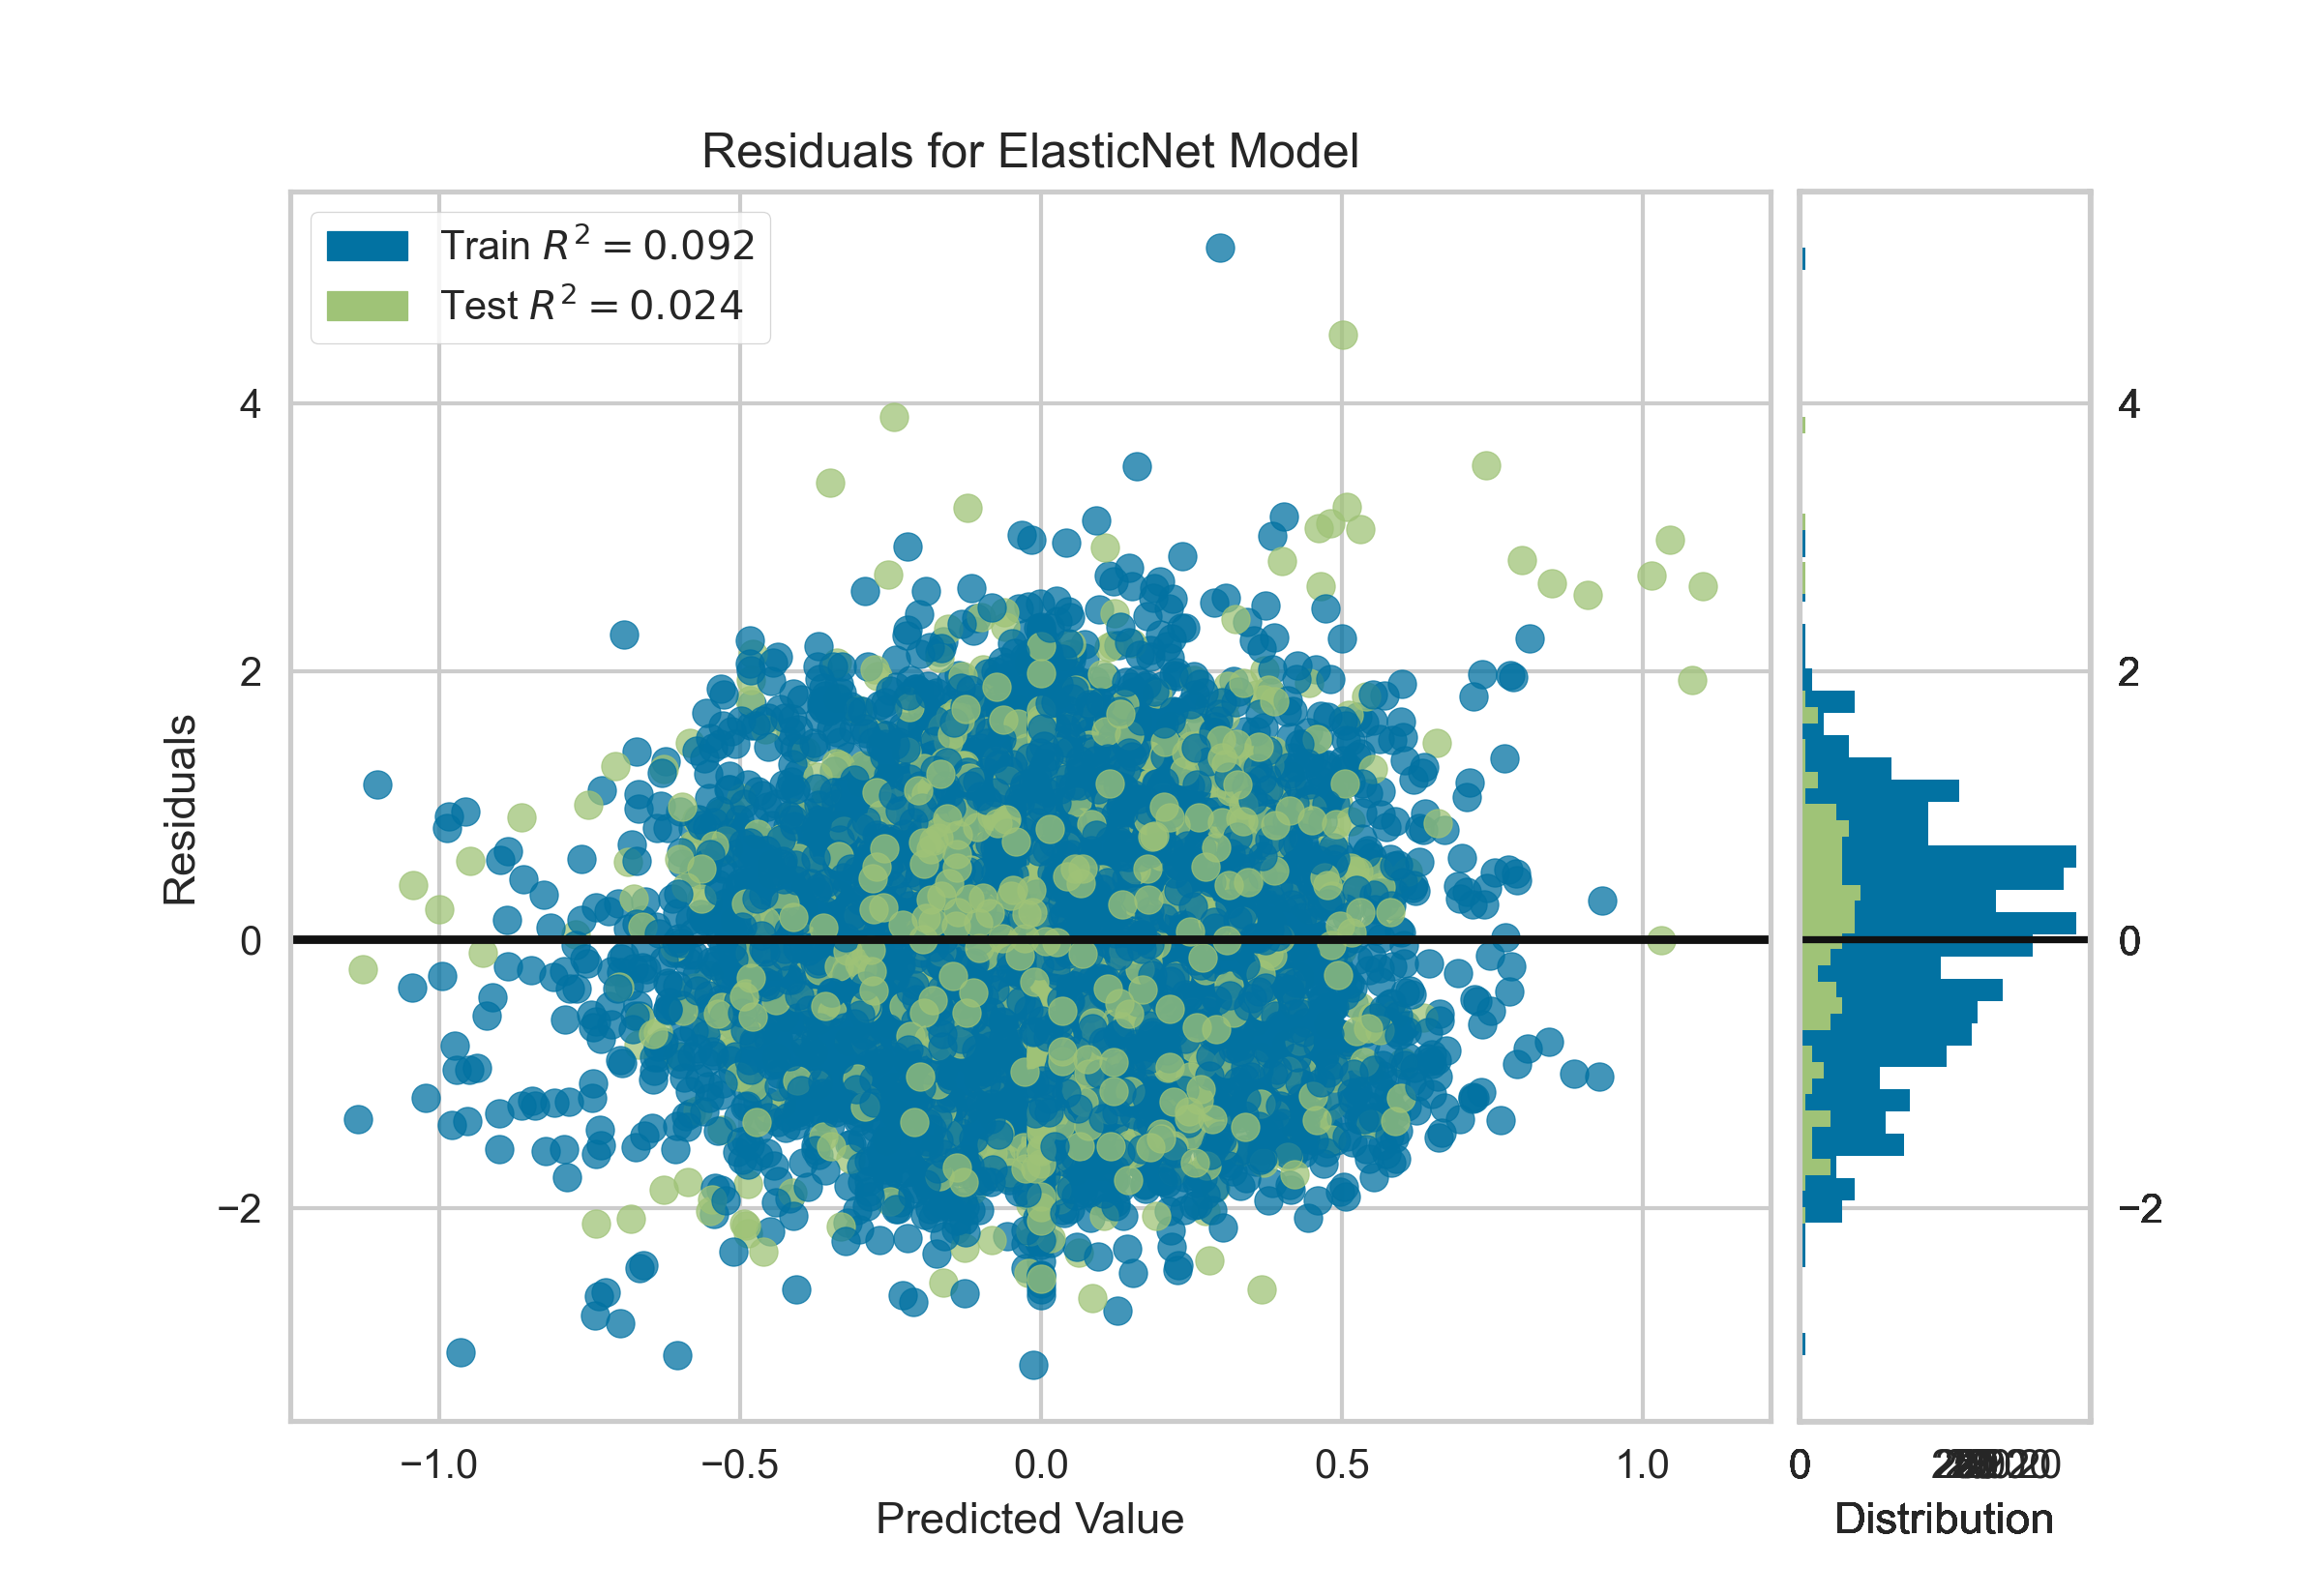 Residuals for ElasticNet Model
Train R² = 0.092
Test R² = 0.024
Residuals
4
2
0
−2
−1.0
−0.5
0.0
0.5
1.0
Predicted Value
4
2
0
−2
0
Distribution